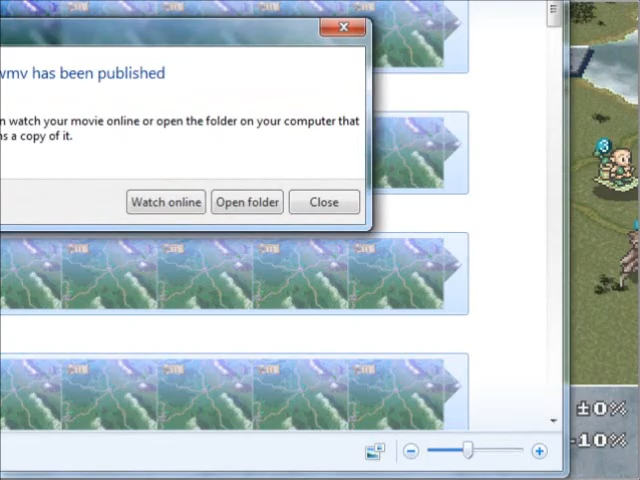 wmv has been published
n watch your movie online or open the folder on your computer that
s a copy of it.
Watch online
Open folder
Close
±0%
-10%